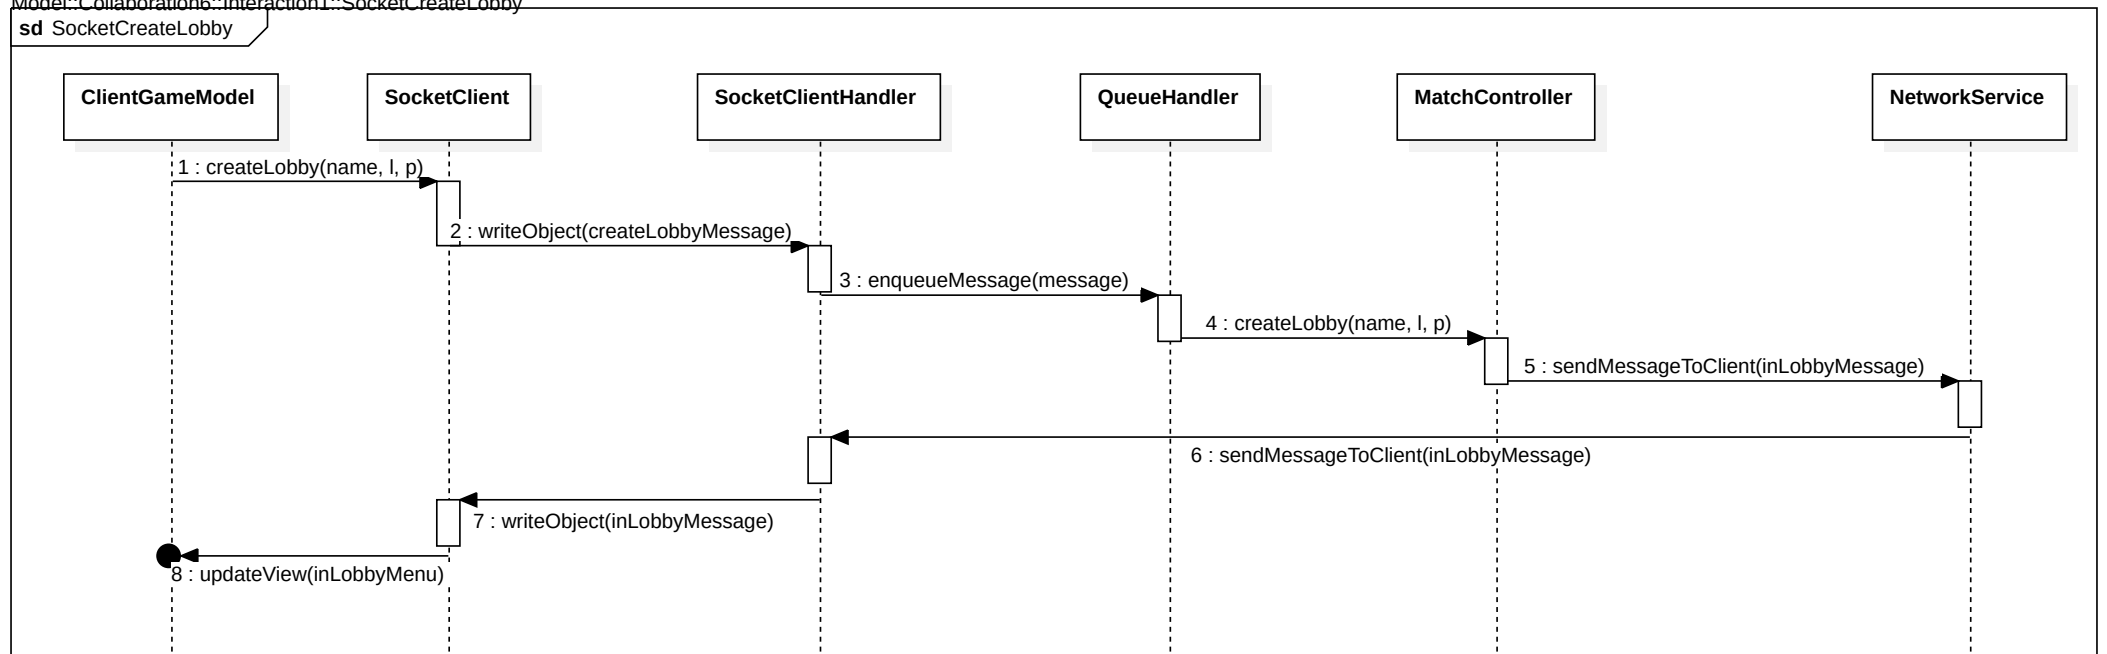 Model::Collaboration6::Interaction1::SocketCreateLobby
sd SocketCreateLobby
ClientGameModel
SocketClient
SocketClientHandler
QueueHandler
MatchController
NetworkService
1 : createLobby(name, l, p)
2 : writeObject(createLobbyMessage)
3 : enqueueMessage(message)
4 : createLobby(name, l, p)
5 : sendMessageToClient(inLobbyMessage)
6 : sendMessageToClient(inLobbyMessage)
7 : writeObject(inLobbyMessage)
8 : updateView(inLobbyMenu)